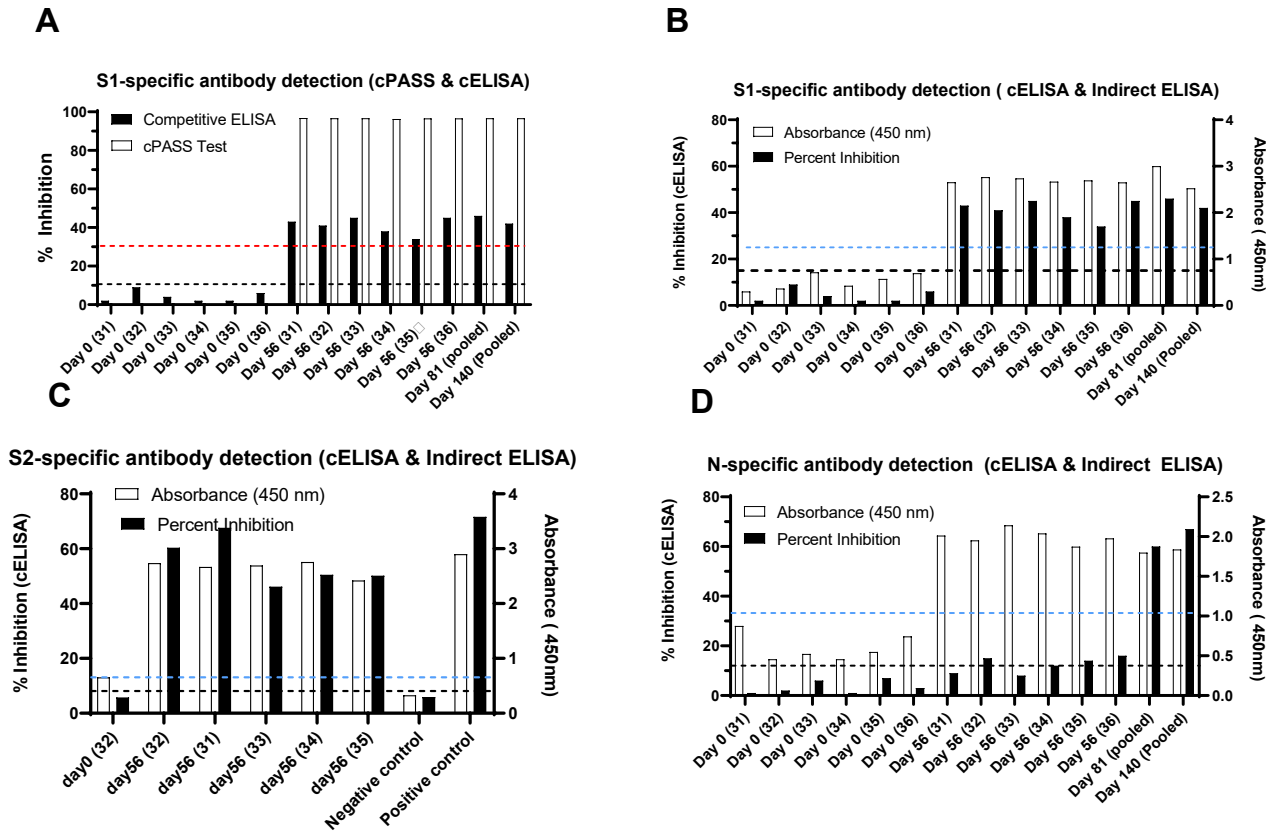 A
S1-specific antibody detection (cPASS & cELISA)
% Inhibition
100
80
60
40
20
0
Competitive ELISA
cPASS Test
Day 0 (31)
Day 0 (32)
Day 0 (33)
Day 0 (34)
Day 0 (35)
Day 0 (36)
Day 56 (31)
Day 56 (32)
Day 56 (33)
Day 56 (34)
Day 56 (35)□
Day 56 (36)
Day 81 (pooled)
Day 140 (Pooled)
B
S1-specific antibody detection ( cELISA & Indirect ELISA)
% Inhibition (cELISA)
80
60
40
20
0
Absorbance (450 nm)
Percent Inhibition
4
3
2
1
0
Absorbance ( 450nm)
Day 0 (31)
Day 0 (32)
Day 0 (33)
Day 0 (34)
Day 0 (35)
Day 0 (36)
Day 56 (31)
Day 56 (32)
Day 56 (33)
Day 56 (34)
Day 56 (35)
Day 56 (36)
Day 81 (pooled)
Day 140 (Pooled)
C
S2-specific antibody detection (cELISA & Indirect ELISA)
% Inhibition (cELISA)
80
60
40
20
0
Absorbance (450 nm)
Percent Inhibition
4
3
2
1
0
Absorbance ( 450nm)
day0 (32)
day56 (32)
day56 (31)
day56 (33)
day56 (34)
day56 (35)
Negative control
Positive control
D
N-specific antibody detection (cELISA & Indirect ELISA)
% Inhibition (cELISA)
80
60
40
20
0
Absorbance (450 nm)
Percent Inhibition
2.5
2.0
1.5
1.0
0.5
0.0
Absorbance ( 450nm)
Day 0 (31)
Day 0 (32)
Day 0 (33)
Day 0 (34)
Day 0 (35)
Day 0 (36)
Day 56 (31)
Day 56 (32)
Day 56 (33)
Day 56 (34)
Day 56 (35)
Day 56 (36)
Day 81 (pooled)
Day 140 (Pooled)